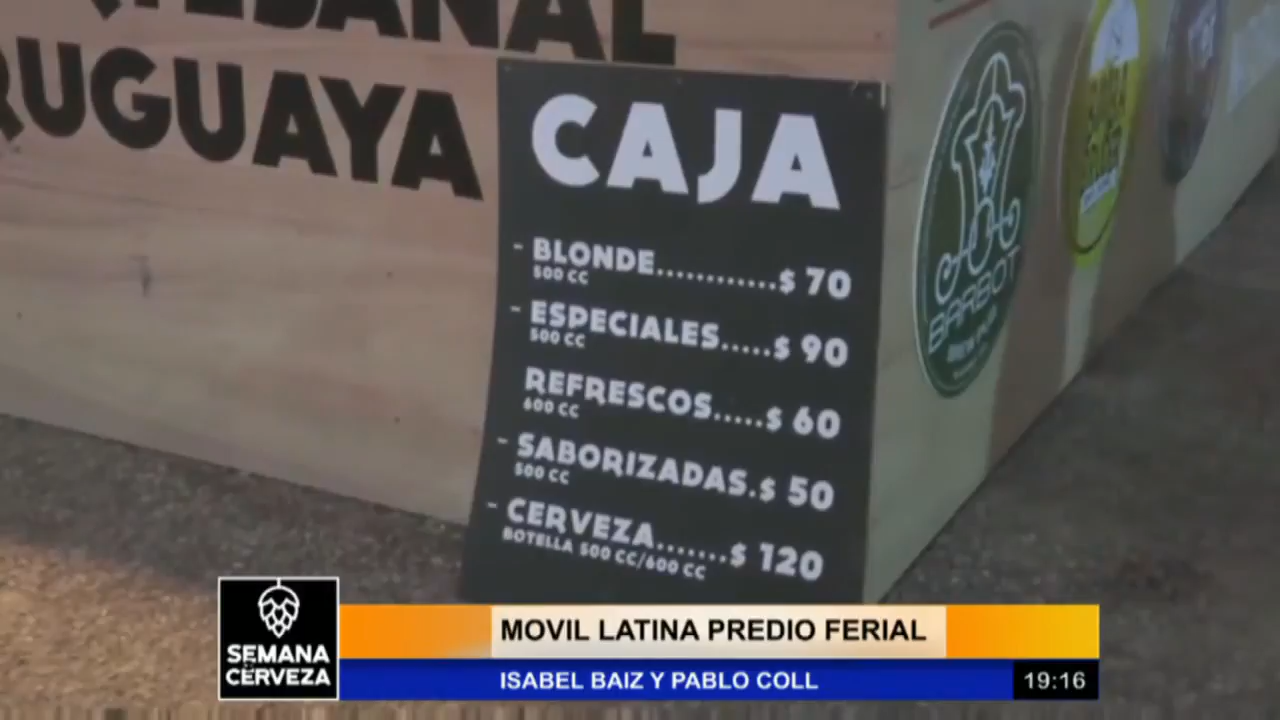 URUGUAYA
CAJA
- BLONDE............$ 70
500 CC
- ESPECIALES.....$ 90
500 CC
REFRESCOS.....$ 60
600 CC
- SABORIZADAS.$ 50
500 CC
- CERVEZA.......$ 120
BOTELLA 500 CC/600 CC
BARBOT
SEMANA
CERVEZA
MOVIL LATINA PREDIO FERIAL
ISABEL BAIZ Y PABLO COLL
19:16